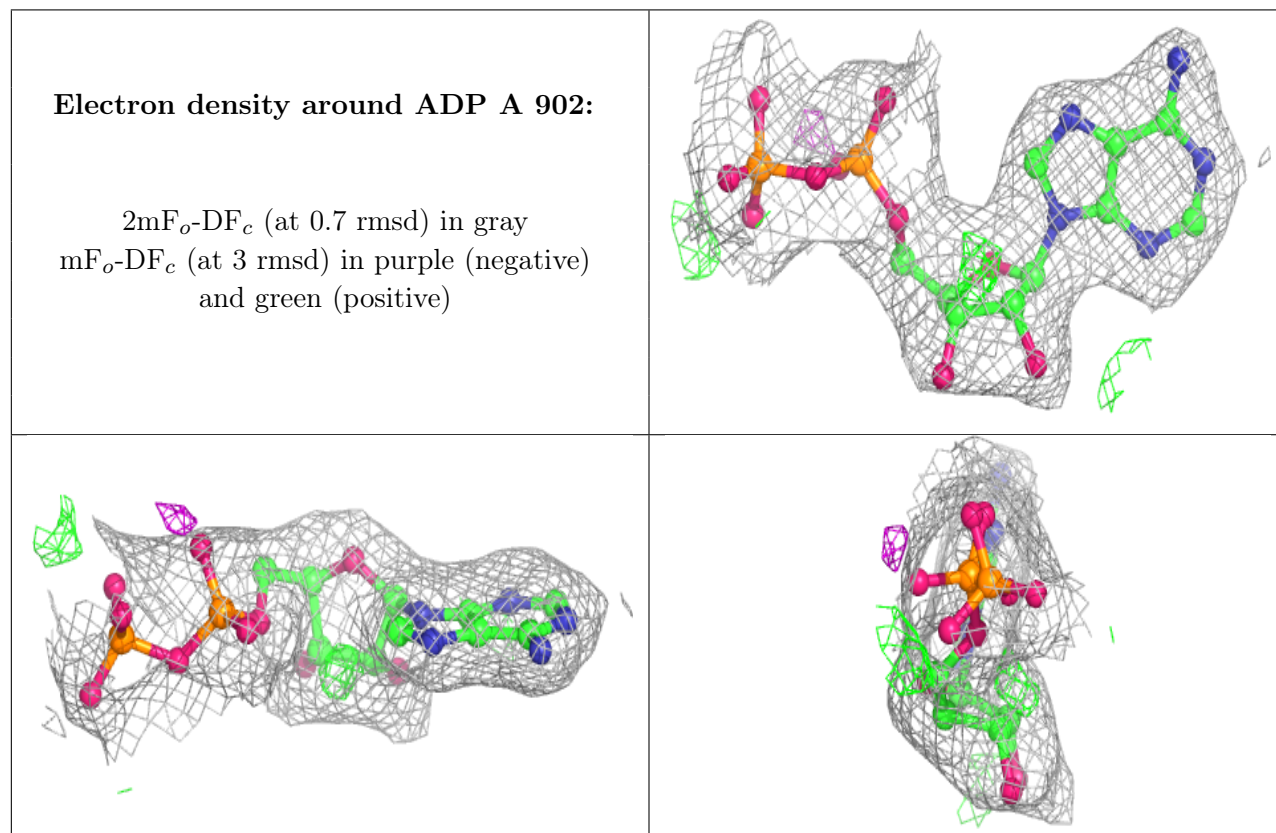 Electron density around ADP A 902:
2mFo-DFc (at 0.7 rmsd) in gray
mFo-DFc (at 3 rmsd) in purple (negative)
and green (positive)